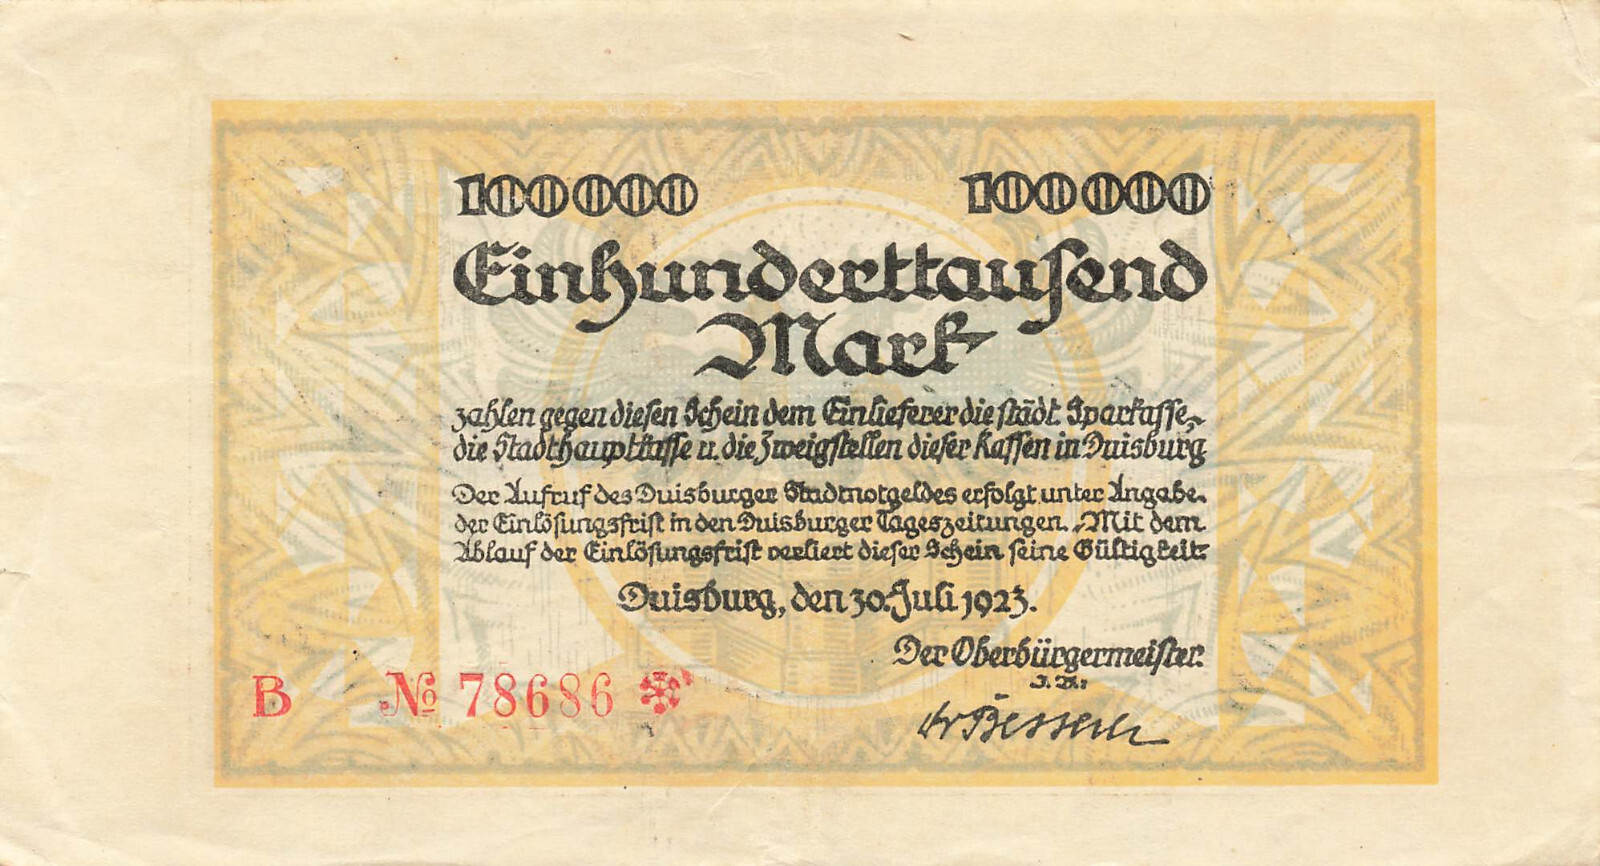 100000 100000
Einhunderttausend
Mark
zahlen gegen diesen Schein dem Einlieferer die städt. Sparkasse,
die Stadthauptkasse u. die Zweigstellen dieser Kassen in Duisburg
Der Aufruf des Duisburger Stadtnotgeldes erfolgt unter Angabe
der Einlösungsfrist in den Duisburger Tageszeitungen. Mit dem
Ablauf der Einlösungsfrist verliert dieser Schein seine Gültigkeit.
Duisburg, den 30. Juli 1923.
Der Oberbürgermeister.
J. V.:
B № 78686